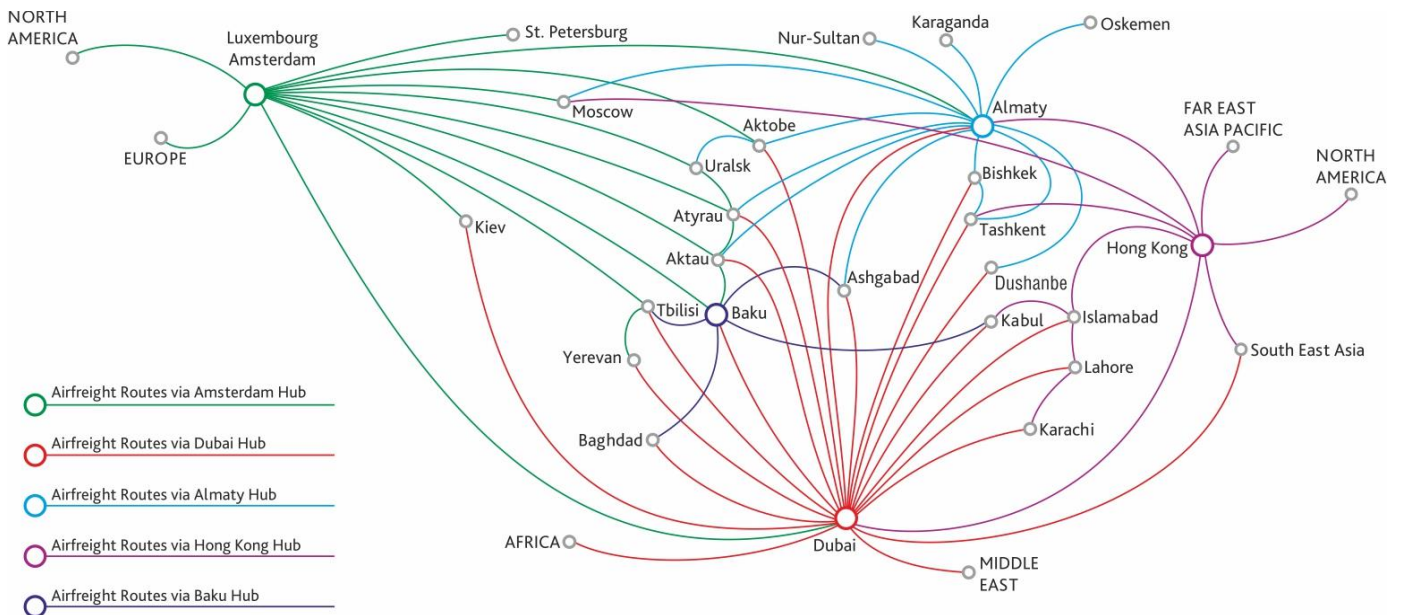 NORTH
AMERICA
Luxembourg
Amsterdam
St. Petersburg
Nur-Sultan
Karaganda
Oskemen
EUROPE
Moscow
Aktobe
Almaty
FAR EAST
ASIA PACIFIC
NORTH
AMERICA
Uralsk
Bishkek
Atyrau
Kiev
Tashkent
Hong Kong
Aktau
Ashgabad
Dushanbe
Tbilisi
Baku
Kabul
Islamabad
Yerevan
South East Asia
Lahore
Airfreight Routes via Amsterdam Hub
Baghdad
Karachi
Airfreight Routes via Dubai Hub
Airfreight Routes via Almaty Hub
AFRICA
Dubai
Airfreight Routes via Hong Kong Hub
MIDDLE
EAST
Airfreight Routes via Baku Hub